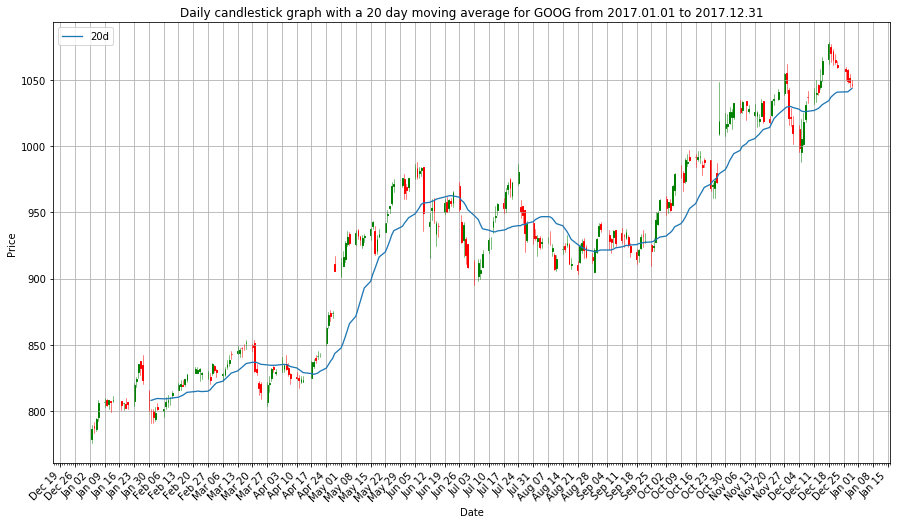 Daily candlestick graph with a 20 day moving average for GOOG from 2017.01.01 to 2017.12.31
20d
1050
1000
950
900
850
800
Price
Dec 19
Dec 26
Jan 02
Jan 09
Jan 16
Jan 23
Jan 30
Feb 06
Feb 13
Feb 20
Feb 27
Mar 06
Mar 13
Mar 20
Mar 27
Apr 03
Apr 10
Apr 17
Apr 24
May 01
May 08
May 15
May 22
May 29
Jun 05
Jun 12
Jun 19
Jun 26
Jul 03
Jul 10
Jul 17
Jul 24
Jul 31
Aug 07
Aug 14
Aug 21
Aug 28
Sep 04
Sep 11
Sep 18
Sep 25
Oct 02
Oct 09
Oct 16
Oct 23
Oct 30
Nov 06
Nov 13
Nov 20
Nov 27
Dec 04
Dec 11
Dec 18
Dec 25
Jan 01
Jan 08
Jan 15
Date